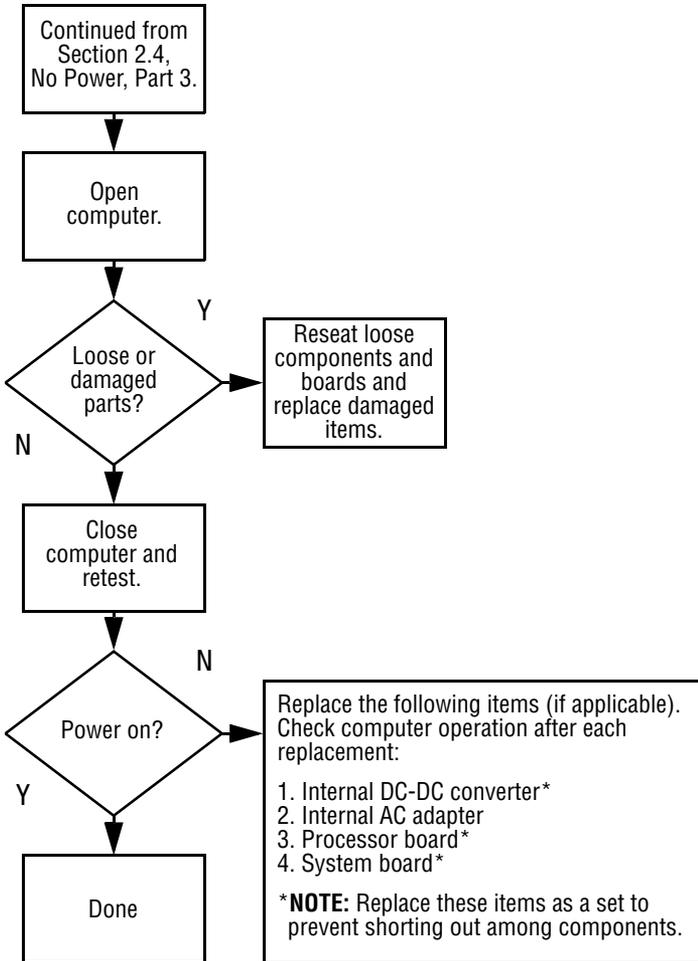 Continued from
Section 2.4,
No Power, Part 3.
Open
computer.
Y
Loose or
damaged
parts?
Reseat loose
components and
boards and
replace damaged
items.
N
Close
computer and
retest.
N
Power on?
Replace the following items (if applicable).
Check computer operation after each
replacement:
1. Internal DC-DC converter*
2. Internal AC adapter
3. Processor board*
4. System board*
*NOTE: Replace these items as a set to
prevent shorting out among components.
Y
Done